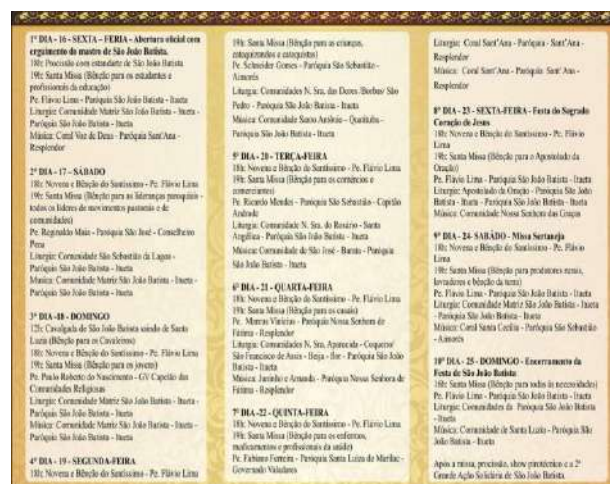 1º DIA - 16 - SEXTA - FERIA - Abertura oficial com
erguimento do mastro de São João Batista.
18h: Procissão com estandarte de São João Batista
19h: Santa Missa (Bênção para os estudantes e
profissionais da educação)
Pe. Flávio Lima - Paróquia São João Batista - Itueta
Liturgia: Comunidade Matriz São João Batista - Itueta -
Paróquia São João Batista - Itueta
Música: Coral Voz de Deus - Paróquia Sant'Ana -
Resplendor
2º DIA - 17 - SÁBADO
18h: Novena e Bênção do Santíssimo - Pe. Flávio Lima
19h: Santa Missa (Bênção para as lideranças paroquiais -
todos os líderes de movimentos pastorais e de
comunidades)
Pe. Reginaldo Maia - Paróquia São José - Conselheiro
Pena
Liturgia: Comunidade São Sebastião da Lagoa -
Paróquia São João Batista - Itueta
Música: Comunidade Matriz São João Batista - Itueta -
Paróquia São João Batista - Itueta
3º DIA -18 - DOMINGO
12h: Cavalgada de São João Batista saindo de Santa
Luzia (Bênção para os Cavaleiros)
18h: Novena e Bênção do Santíssimo - Pe. Flávio Lima
19h: Santa Missa (Bênção para os jovens)
Pe. Paulo Roberto do Nascimento - GV Capelão das
Comunidades Religiosas
Liturgia: Comunidade Matriz São João Batista - Itueta -
Paróquia São João Batista - Itueta
Música: Comunidade Matriz São João Batista - Itueta -
Paróquia São João Batista - Itueta
4º DIA - 19 - SEGUNDA-FEIRA
18h: Novena e Bênção do Santíssimo - Pe. Flávio Lima
19h: Santa Missa (Bênção para as crianças,
catequizandos e catequistas)
Pe. Schneider Gomes - Paróquia São Sebastião -
Aimorés
Liturgia: Comunidades N. Sra. das Dores /Borboo/ São
Pedro - Paróquia São João Batista - Itueta
Música: Comunidade Santo Antônio - Quatituba -
Paróquia São João Batista - Itueta
5º DIA - 20 - TERÇA-FEIRA
18h: Novena e Bênção do Santíssimo - Pe. Flávio Lima
19h: Santa Missa (Bênção para os comércios e
comerciantes)
Pe. Ricardo Mendes - Paróquia São Sebastião - Capitão
Andrade
Liturgia: Comunidade N. Sra. do Rosário - Santa
Angélica - Paróquia São João Batista - Itueta
Música: Comunidade de São José - Barata - Paróquia
São João Batista - Itueta
6º DIA - 21 - QUARTA-FEIRA
18h: Novena e Bênção do Santíssimo - Pe. Flávio Lima
19h: Santa Missa (Bênção para os casais)
Pe. Marcus Vinícius - Paróquia Nossa Senhora de
Fátima - Resplendor
Liturgia: Comunidades N. Sra. Aparecida - Coqueiro/
São Francisco de Assis - Beija - flor - Paróquia São João
Batista - Itueta
Música: Juninho e Amanda - Paróquia Nossa Senhora de
Fátima - Resplendor
7º DIA -22 - QUINTA-FEIRA
18h: Novena e Bênção do Santíssimo - Pe. Flávio Lima
19h: Santa Missa (Bênção para os enfermos,
medicamentos e profissionais da saúde)
Pe. Fabiano Ferreira - Paróquia Santa Luiza de Marilac -
Governado Valadares
Liturgia: Coral Sant'Ana - Paróquia - Sant'Ana -
Resplendor
Música: Coral Sant'Ana - Paróquia Sant'Ana -
Resplendor
8º DIA - 23 - SEXTA-FEIRA - Festa do Sagrado
Coração de Jesus
18h: Novena e Bênção do Santíssimo - Pe. Flávio
Lima
19h: Santa Missa (Bênção para o Apostolado da
Oração)
Pe. Flávio Lima - Paróquia São João Batista - Itueta
Liturgia: Apostolado da Oração - Paróquia São João
Batista - Itueta - Paróquia São João Batista - Itueta
Música: Comunidade Nossa Senhora das Graças
9º DIA - 24- SABÁDO - Missa Sertaneja
18h: Novena e Bênção do Santíssimo - Pe. Flávio
Lima
19h: Santa Missa (Bênção para produtores rurais,
lavradores e bênção da terra)
Pe. Flávio Lima - Paróquia São João Batista - Itueta
Liturgia: Comunidade Matriz São João Batista - Itueta
- Paróquia São João Batista - Itueta
Música: Coral Santa Cecília - Paróquia São Sebastião
- Aimorés
10º DIA - 25 - DOMINGO - Encerramento da
Festa de São João Batista
16h: Santa Missa (Bênção para todas às necessidades)
Pe. Flávio Lima - Paróquia São João Batista - Itueta
Liturgia: Comunidades da Paróquia São João Batista
- Itueta
Música: Comunidade de Santa Luzia - Paróquia São
João Batista - Itueta
Após a missa, procissão, show pirotécnico e a 2ª
Grande Ação Solidária de São João Batista.